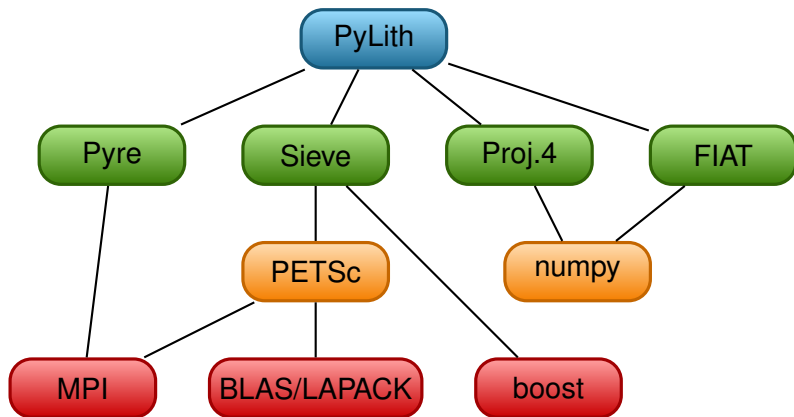 PyLith
Pyre
Sieve
Proj.4
FIAT
PETSc
numpy
MPI
BLAS/LAPACK
boost